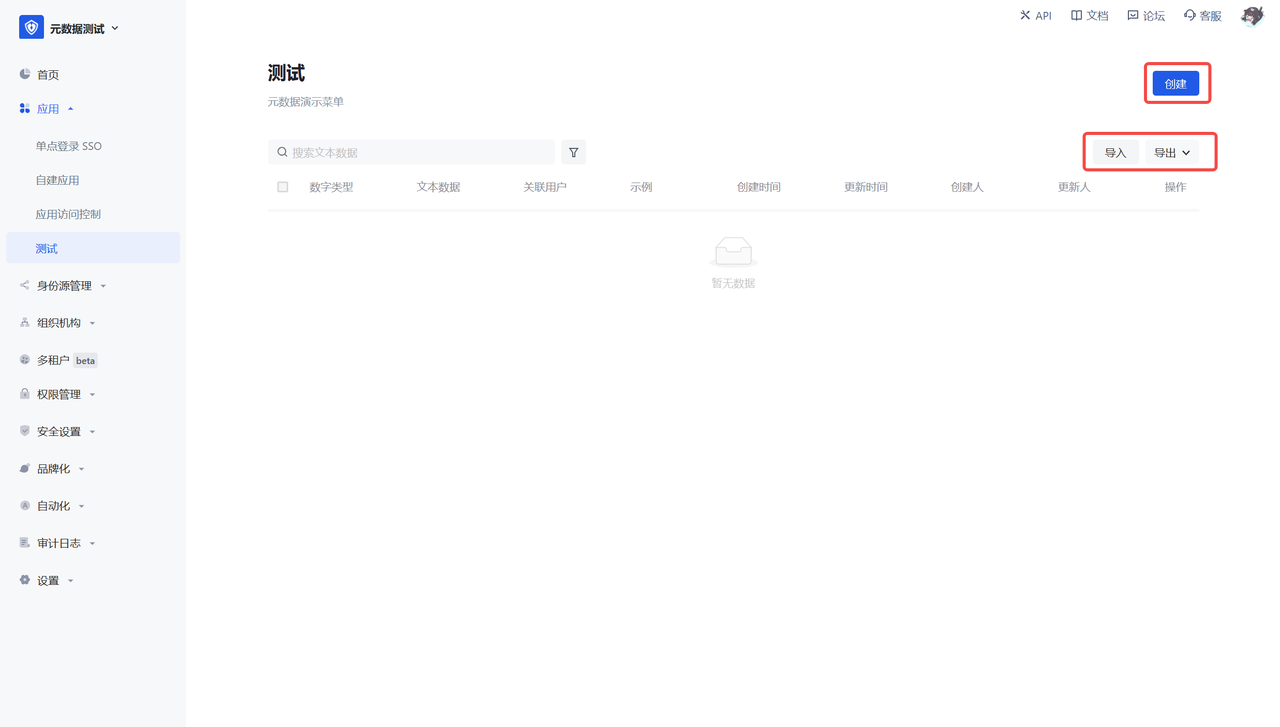 元数据测试
API 文档 论坛 客服
首页
应用
单点登录 SSO
自建应用
应用访问控制
测试
身份源管理
组织机构
多租户 beta
权限管理
安全设置
品牌化
自动化
审计日志
设置
测试
元数据演示菜单
创建
搜索文本数据
导入 导出
数字类型 文本数据 关联用户 示例 创建时间 更新时间 创建人 更新人 操作
暂无数据